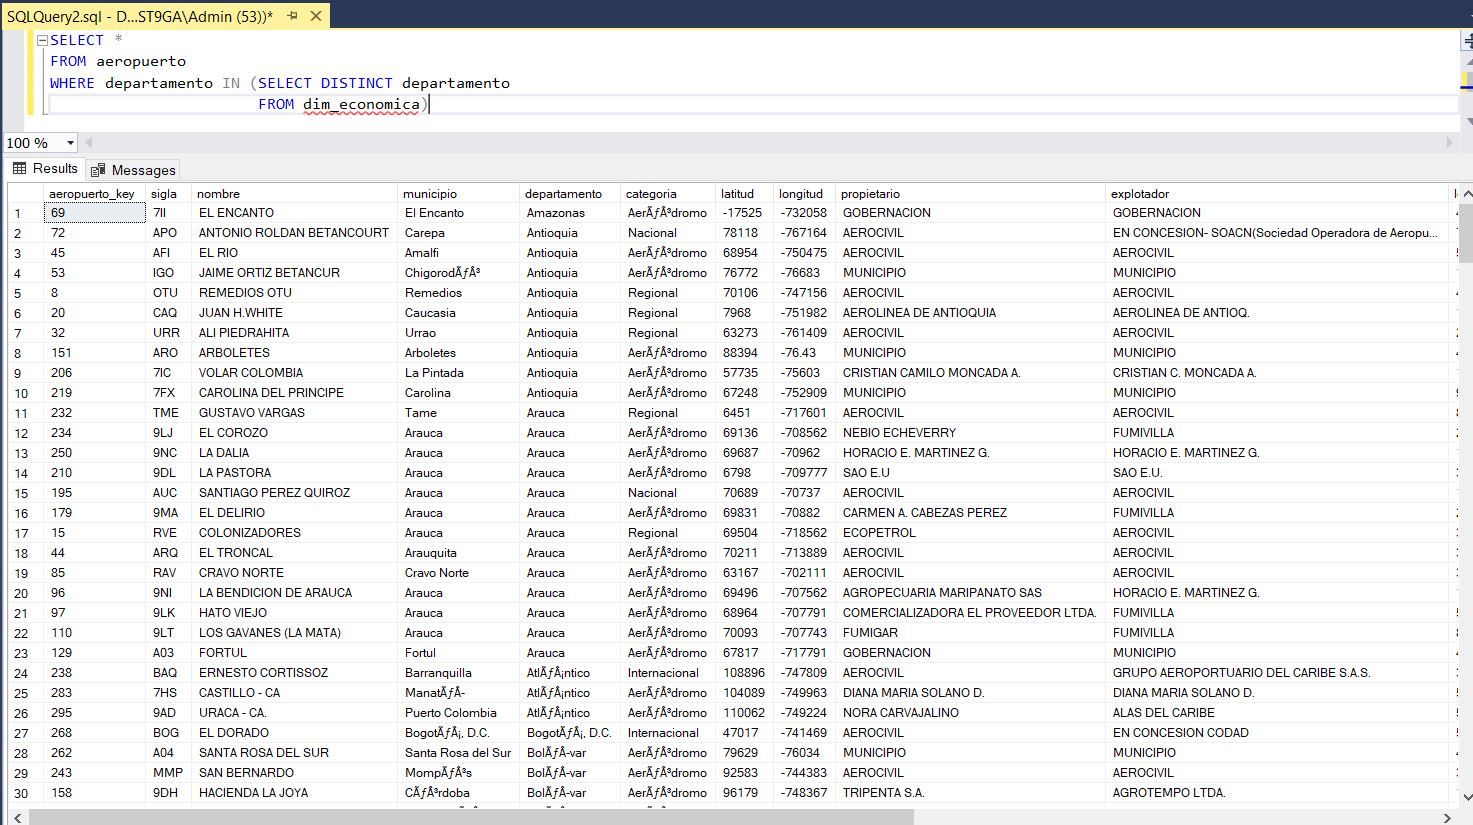 SQLQuery2.sql - D...ST9GA\Admin (53))*
SELECT *
FROM aeropuerto
WHERE departamento IN (SELECT DISTINCT departamento
FROM dim_economica)
100 %
Results Messages
aeropuerto_key sigla nombre municipio departamento categoria latitud longitud propietario explotador
1 69 7II EL ENCANTO El Encanto Amazonas AerÃƒÂ³dromo -17525 -732058 GOBERNACION GOBERNACION
2 72 APO ANTONIO ROLDAN BETANCOURT Carepa Antioquia Nacional 78118 -767164 AEROCIVIL EN CONCESION- SOACN(Sociedad Operadora de Aeropu...
3 45 AFI EL RIO Amalfi Antioquia AerÃƒÂ³dromo 68954 -750475 AEROCIVIL AEROCIVIL
4 53 IGO JAIME ORTIZ BETANCUR ChigorodÃƒÂ³ Antioquia AerÃƒÂ³dromo 76772 -76683 MUNICIPIO MUNICIPIO
5 8 OTU REMEDIOS OTU Remedios Antioquia Regional 70106 -747156 AEROCIVIL AEROCIVIL
6 20 CAQ JUAN H.WHITE Caucasia Antioquia Regional 7968 -751982 AEROLINEA DE ANTIOQUIA AEROLINEA DE ANTIOQ.
7 32 URR ALI PIEDRAHITA Urrao Antioquia Regional 63273 -761409 AEROCIVIL AEROCIVIL
8 151 ARO ARBOLETES Arboletes Antioquia AerÃƒÂ³dromo 88394 -76.43 MUNICIPIO MUNICIPIO
9 206 7IC VOLAR COLOMBIA La Pintada Antioquia AerÃƒÂ³dromo 57735 -75603 CRISTIAN CAMILO MONCADA A. CRISTIAN C. MONCADA A.
10 219 7FX CAROLINA DEL PRINCIPE Carolina Antioquia AerÃƒÂ³dromo 67248 -752909 MUNICIPIO MUNICIPIO
11 232 TME GUSTAVO VARGAS Tame Arauca Regional 6451 -717601 AEROCIVIL AEROCIVIL
12 234 9LJ EL COROZO Arauca Arauca AerÃƒÂ³dromo 69136 -708562 NEBIO ECHEVERRY FUMIVILLA
13 250 9NC LA DALIA Arauca Arauca AerÃƒÂ³dromo 69687 -70962 HORACIO E. MARTINEZ G. HORACIO E. MARTINEZ G.
14 210 9DL LA PASTORA Arauca Arauca AerÃƒÂ³dromo 6798 -709777 SAO E.U SAO E.U.
15 195 AUC SANTIAGO PEREZ QUIROZ Arauca Arauca Nacional 70689 -70737 AEROCIVIL AEROCIVIL
16 179 9MA EL DELIRIO Arauca Arauca AerÃƒÂ³dromo 69831 -70882 CARMEN A. CABEZAS PEREZ FUMIVILLA
17 15 RVE COLONIZADORES Arauca Arauca Regional 69504 -718562 ECOPETROL AEROCIVIL
18 44 ARQ EL TRONCAL Arauquita Arauca AerÃƒÂ³dromo 70211 -713889 AEROCIVIL AEROCIVIL
19 85 RAV CRAVO NORTE Cravo Norte Arauca AerÃƒÂ³dromo 63167 -702111 AEROCIVIL AEROCIVIL
20 96 9NI LA BENDICION DE ARAUCA Arauca Arauca AerÃƒÂ³dromo 69496 -707562 AGROPECUARIA MARIPANATO SAS HORACIO E. MARTINEZ G.
21 97 9LK HATO VIEJO Arauca Arauca AerÃƒÂ³dromo 68964 -707791 COMERCIALIZADORA EL PROVEEDOR LTDA. FUMIVILLA
22 110 9LT LOS GAVANES (LA MATA) Arauca Arauca AerÃƒÂ³dromo 70093 -707743 FUMIGAR FUMIVILLA
23 129 A03 FORTUL Fortul Arauca AerÃƒÂ³dromo 67817 -717791 GOBERNACION MUNICIPIO
24 238 BAQ ERNESTO CORTISSOZ Barranquilla AtlÃƒÂ¡ntico Internacional 108896 -747809 AEROCIVIL GRUPO AEROPORTUARIO DEL CARIBE S.A.S.
25 283 7HS CASTILLO - CA ManatÃƒÂ- AtlÃƒÂ¡ntico AerÃƒÂ³dromo 104089 -749963 DIANA MARIA SOLANO D. DIANA MARIA SOLANO D.
26 295 9AD URACA - CA. Puerto Colombia AtlÃƒÂ¡ntico AerÃƒÂ³dromo 110062 -749224 NORA CARVAJALINO ALAS DEL CARIBE
27 268 BOG EL DORADO BogotÃƒÂ¡, D.C. BogotÃƒÂ¡, D.C. Internacional 47017 -741469 AEROCIVIL EN CONCESION CODAD
28 262 A04 SANTA ROSA DEL SUR Santa Rosa del Sur BolÃƒÂ-var AerÃƒÂ³dromo 79629 -76034 MUNICIPIO MUNICIPIO
29 243 MMP SAN BERNARDO MompÃƒÂ³s BolÃƒÂ-var AerÃƒÂ³dromo 92583 -744383 AEROCIVIL AEROCIVIL
30 158 9DH HACIENDA LA JOYA CÃƒÂ³rdoba BolÃƒÂ-var AerÃƒÂ³dromo 96179 -748367 TRIPENTA S.A. AGROTEMPO LTDA.